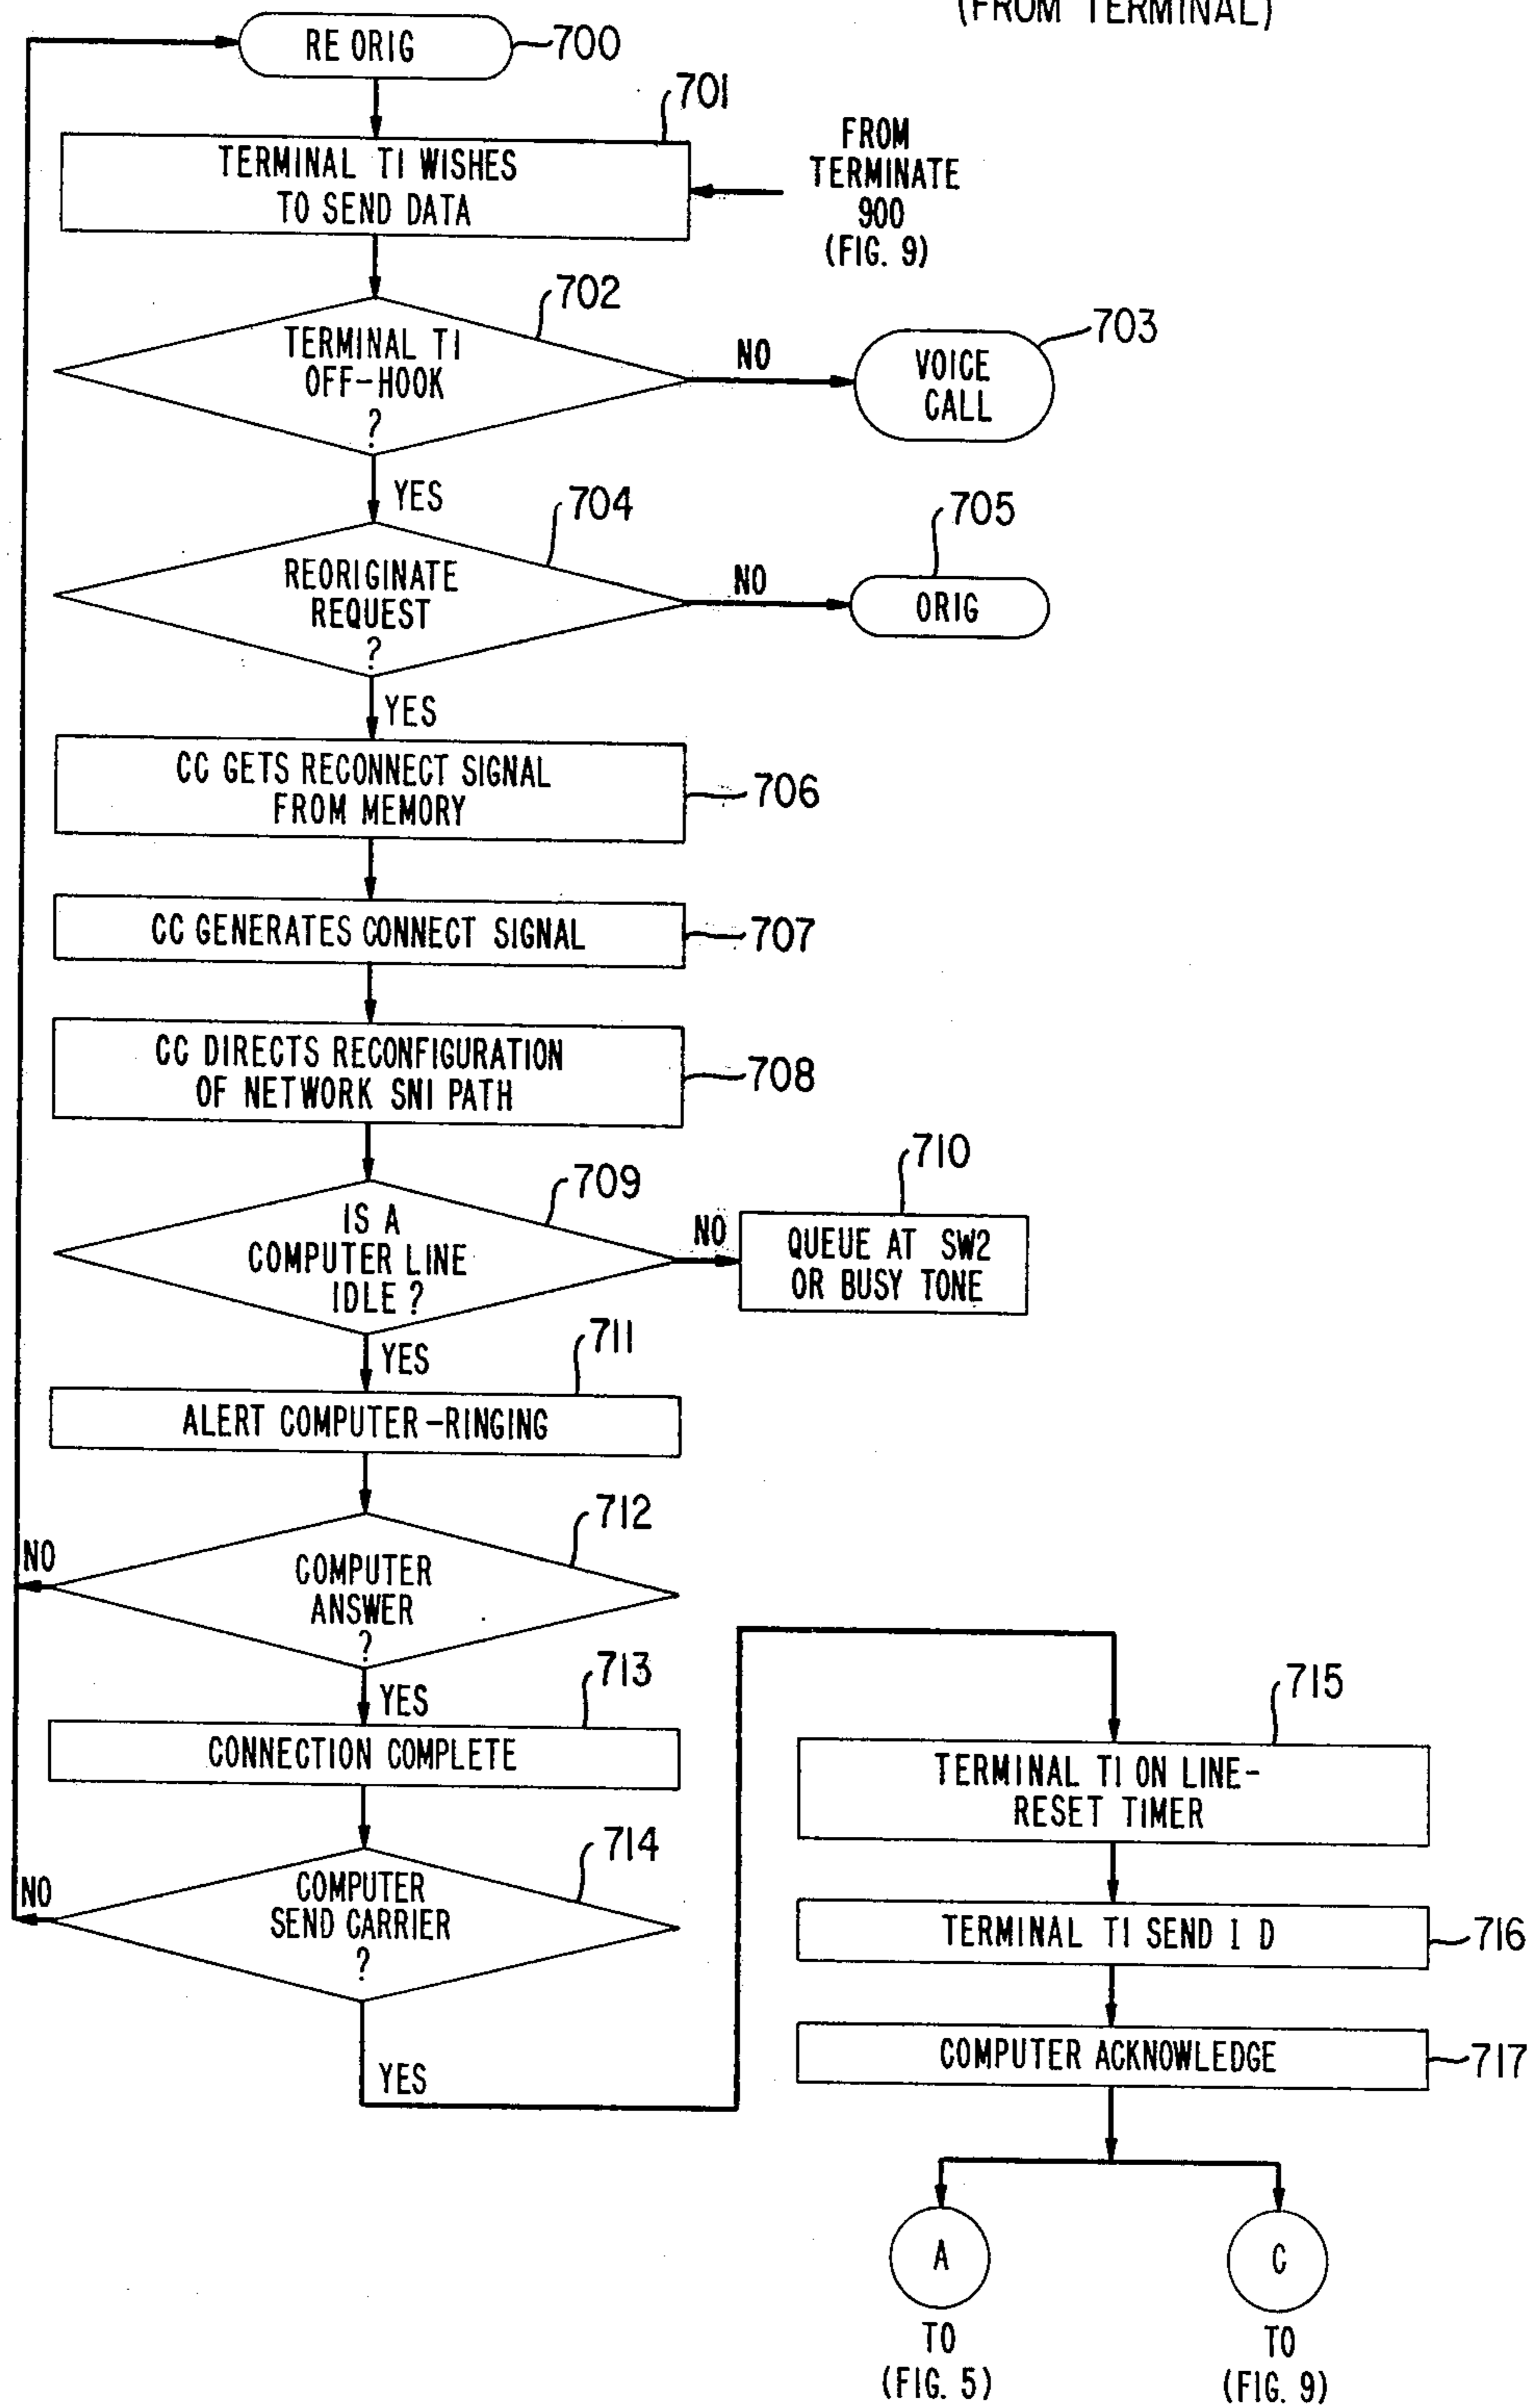 (FROM TERMINAL)
RE ORIG
700
701
TERMINAL T1 WISHES
TO SEND DATA
FROM
TERMINATE
900
(FIG. 9)
702
TERMINAL T1
OFF-HOOK
?
NO
703
VOICE
CALL
YES
704
REORIGINATE
REQUEST
?
NO
705
ORIG
YES
CC GETS RECONNECT SIGNAL
FROM MEMORY
706
CC GENERATES CONNECT SIGNAL
707
CC DIRECTS RECONFIGURATION
OF NETWORK SN1 PATH
708
709
IS A
COMPUTER LINE
IDLE ?
NO
710
QUEUE AT SW2
OR BUSY TONE
YES
711
ALERT COMPUTER-RINGING
712
NO
COMPUTER
ANSWER
?
YES
713
CONNECTION COMPLETE
714
NO
COMPUTER
SEND CARRIER
?
YES
715
TERMINAL T1 ON LINE-
RESET TIMER
TERMINAL T1 SEND I D
716
COMPUTER ACKNOWLEDGE
717
A
C
TO
(FIG. 5)
TO
(FIG. 9)